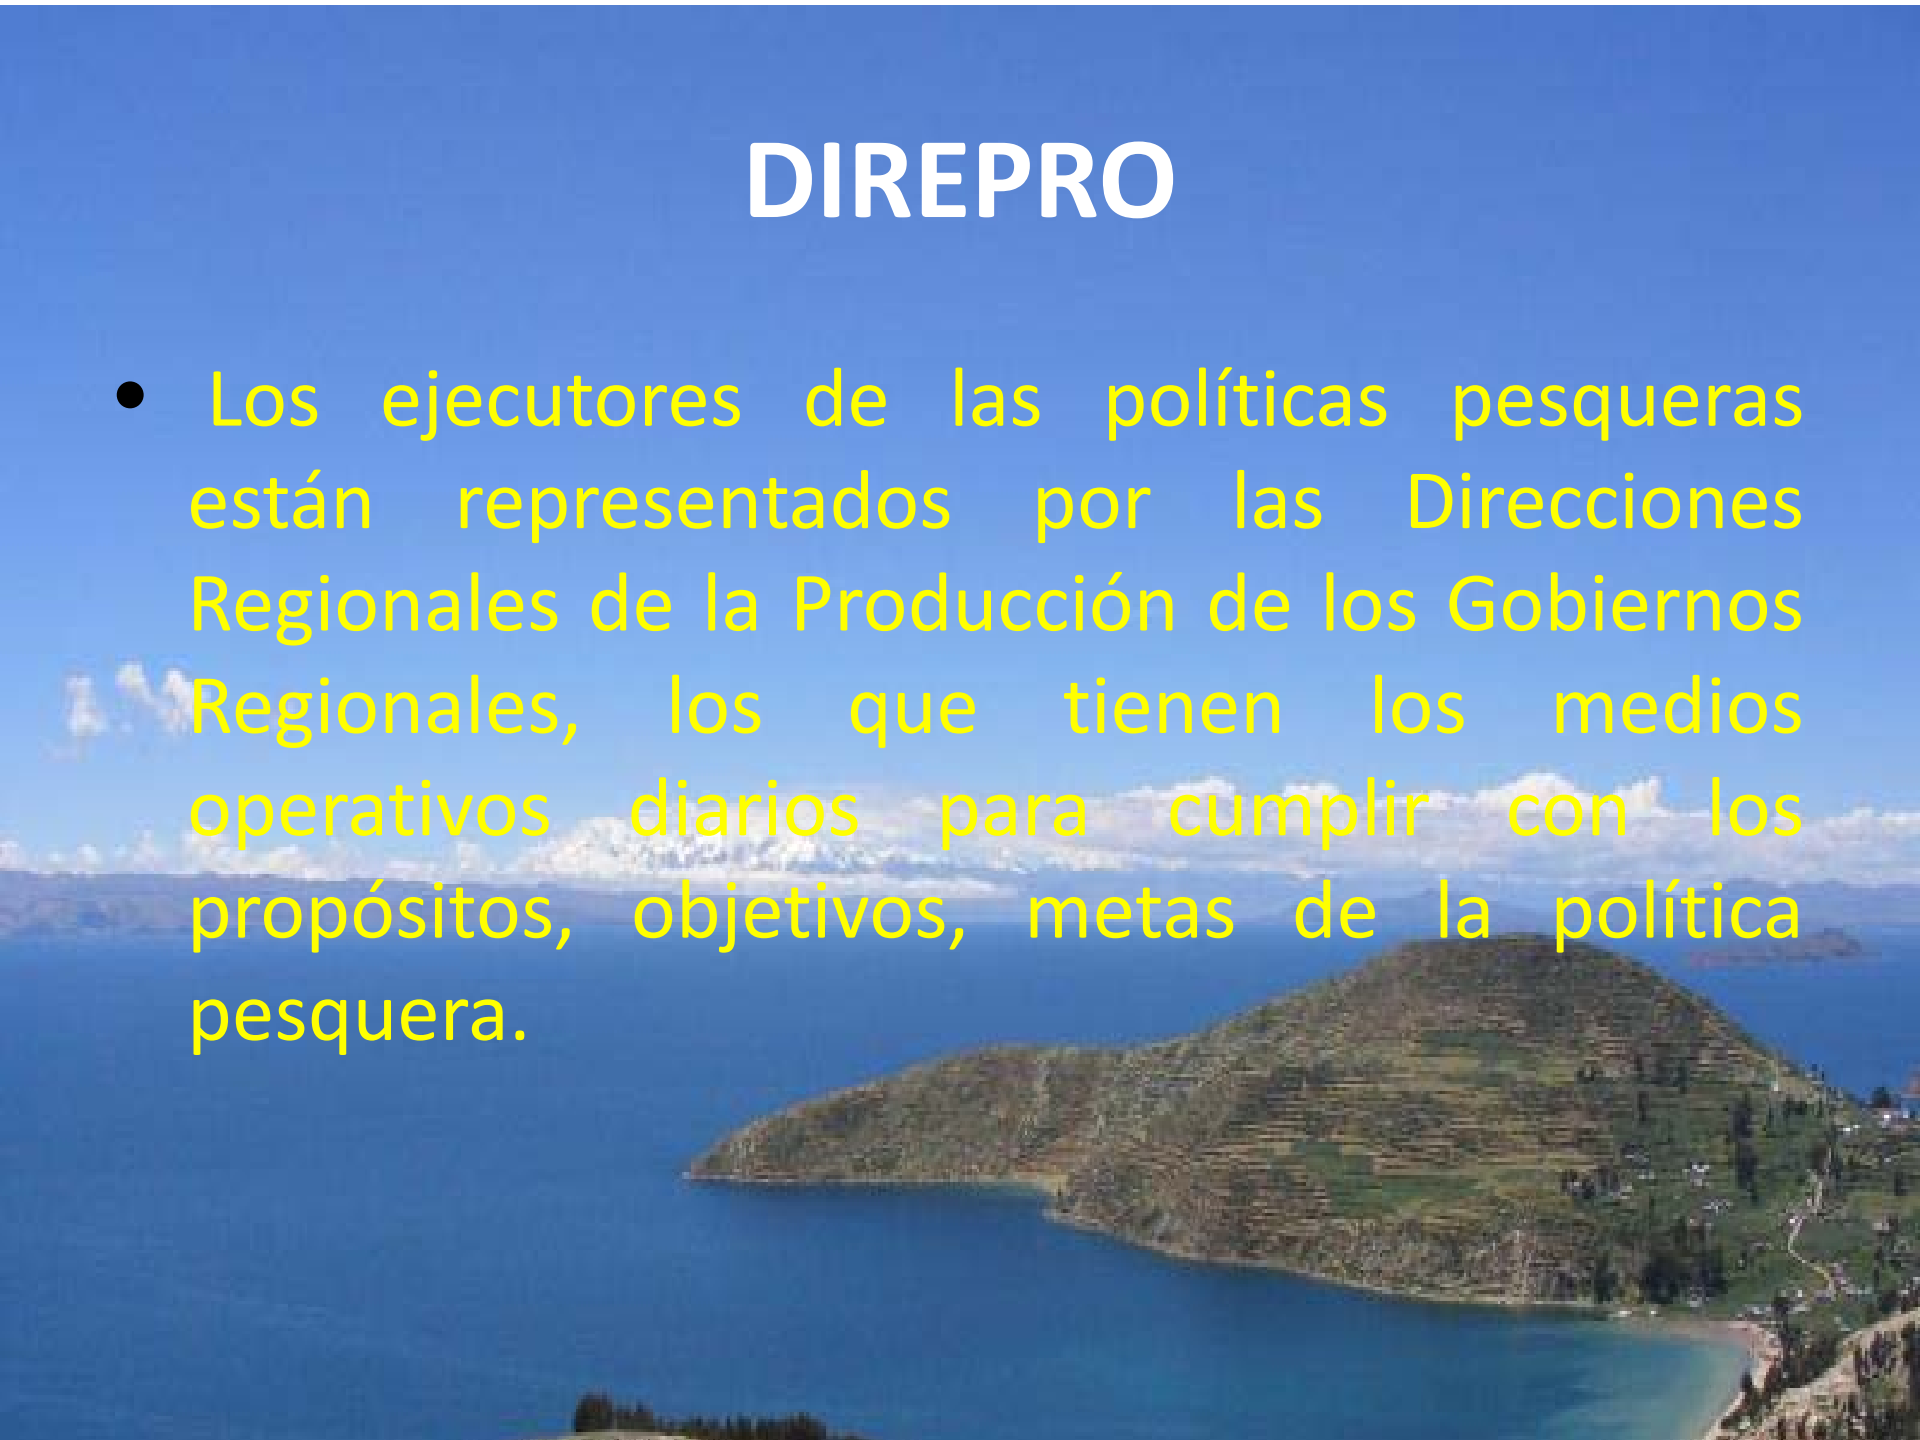 DIREPRO
• Los ejecutores de las políticas pesqueras
están representados por las Direcciones
Regionales de la Producción de los Gobiernos
Regionales, los que tienen los medios
operativos diarios para cumplir con los
propósitos, objetivos, metas de la política
pesquera.